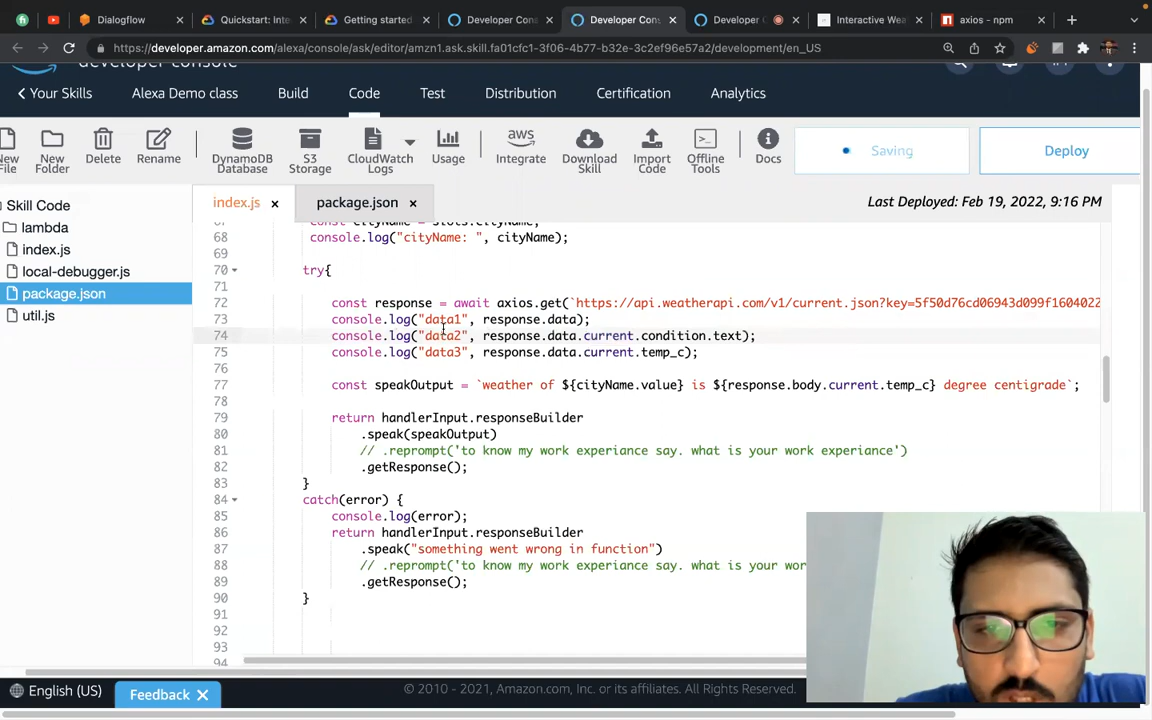 Dialogflow
Quickstart: Inte
Getting started
Developer Cons
Developer Cons
Developer C
Interactive Wea
axios - npm
https://developer.amazon.com/alexa/console/ask/editor/amzn1.ask.skill.fa01cfc1-3f06-4b77-b32e-3c2ef96e57a2/development/en_US
developer console
Your Skills
Alexa Demo class
Build
Code
Test
Distribution
Certification
Analytics
New File
New Folder
Delete
Rename
DynamoDB Database
S3 Storage
CloudWatch Logs
Usage
aws
Integrate
Download Skill
Import Code
Offline Tools
Docs
Saving
Deploy
index.js
package.json
Last Deployed: Feb 19, 2022, 9:16 PM
Skill Code
lambda
index.js
local-debugger.js
package.json
util.js
67 const cityName = slots.cityName;
68 console.log("cityName: ", cityName);
69
70 try{
71
72 const response = await axios.get(`https://api.weatherapi.com/v1/current.json?key=5f50d76cd06943d099f1604022
73 console.log("data1", response.data);
74 console.log("data2", response.data.current.condition.text);
75 console.log("data3", response.data.current.temp_c);
76
77 const speakOutput = `weather of ${cityName.value} is ${response.body.current.temp_c} degree centigrade`;
78
79 return handlerInput.responseBuilder
80 .speak(speakOutput)
81 // .reprompt('to know my work experiance say. what is your work experiance')
82 .getResponse();
83 }
84 catch(error) {
85 console.log(error);
86 return handlerInput.responseBuilder
87 .speak("something went wrong in function")
88 // .reprompt('to know my work experiance say. what is your wor
89 .getResponse();
90 }
91
92
93
94
English (US)
Feedback
© 2010 - 2021, Amazon.com, Inc. or its affiliates. All Rights Reserved.